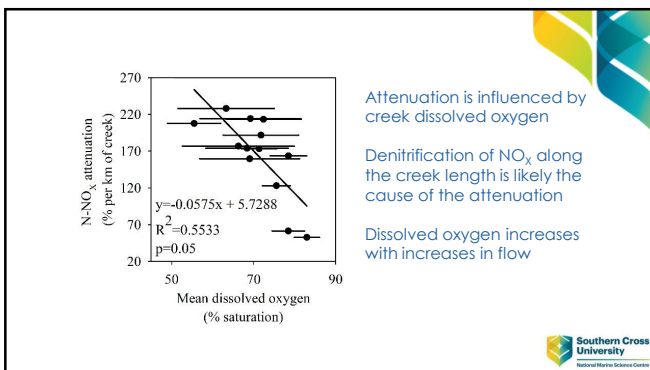 270
220
170
120
70
20
N-NOX attenuation
(% per km of creek)
y=-0.0575x + 5.7288
R2=0.5533
p=0.05
50
70
90
Mean dissolved oxygen
(% saturation)
Attenuation is influenced by
creek dissolved oxygen
Denitrification of NOX along
the creek length is likely the
cause of the attenuation
Dissolved oxygen increases
with increases in flow
Southern Cross
University
National Marine Science Centre